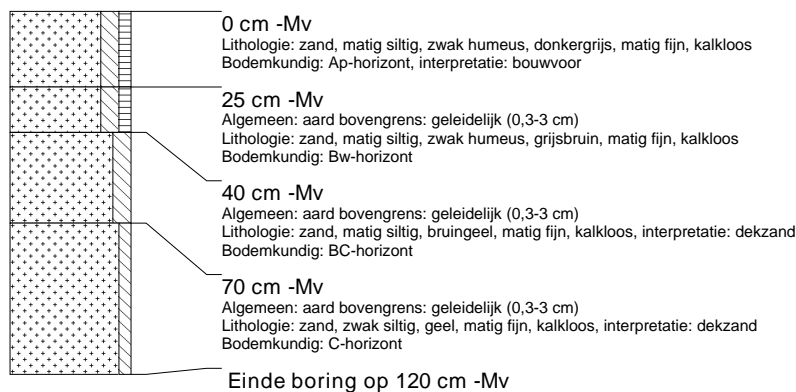 0 cm -Mv
Lithologie: zand, matig siltig, zwak humeus, donkergrijs, matig fijn, kalkloos
Bodemkundig: Ap-horizont, interpretatie: bouwvoor
25 cm -Mv
Algemeen: aard bovengrens: geleidelijk (0,3-3 cm)
Lithologie: zand, matig siltig, zwak humeus, grijsbruin, matig fijn, kalkloos
Bodemkundig: Bw-horizont
40 cm -Mv
Algemeen: aard bovengrens: geleidelijk (0,3-3 cm)
Lithologie: zand, matig siltig, bruingeel, matig fijn, kalkloos, interpretatie: dekzand
Bodemkundig: BC-horizont
70 cm -Mv
Algemeen: aard bovengrens: geleidelijk (0,3-3 cm)
Lithologie: zand, zwak siltig, geel, matig fijn, kalkloos, interpretatie: dekzand
Bodemkundig: C-horizont
Einde boring op 120 cm -Mv